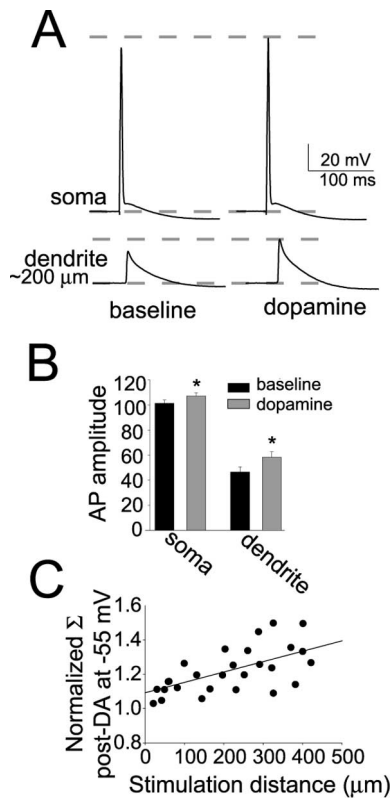 A
20 mV
100 ms
soma
dendrite
~200 μm
baseline
dopamine
B
AP amplitude
120
100
80
60
40
20
0
*
*
baseline
dopamine
soma
dendrite
C
Normalized Σ
post-DA at -55 mV
1.6
1.4
1.2
1.0
0.8
0 100 200 300 400 500
Stimulation distance (μm)